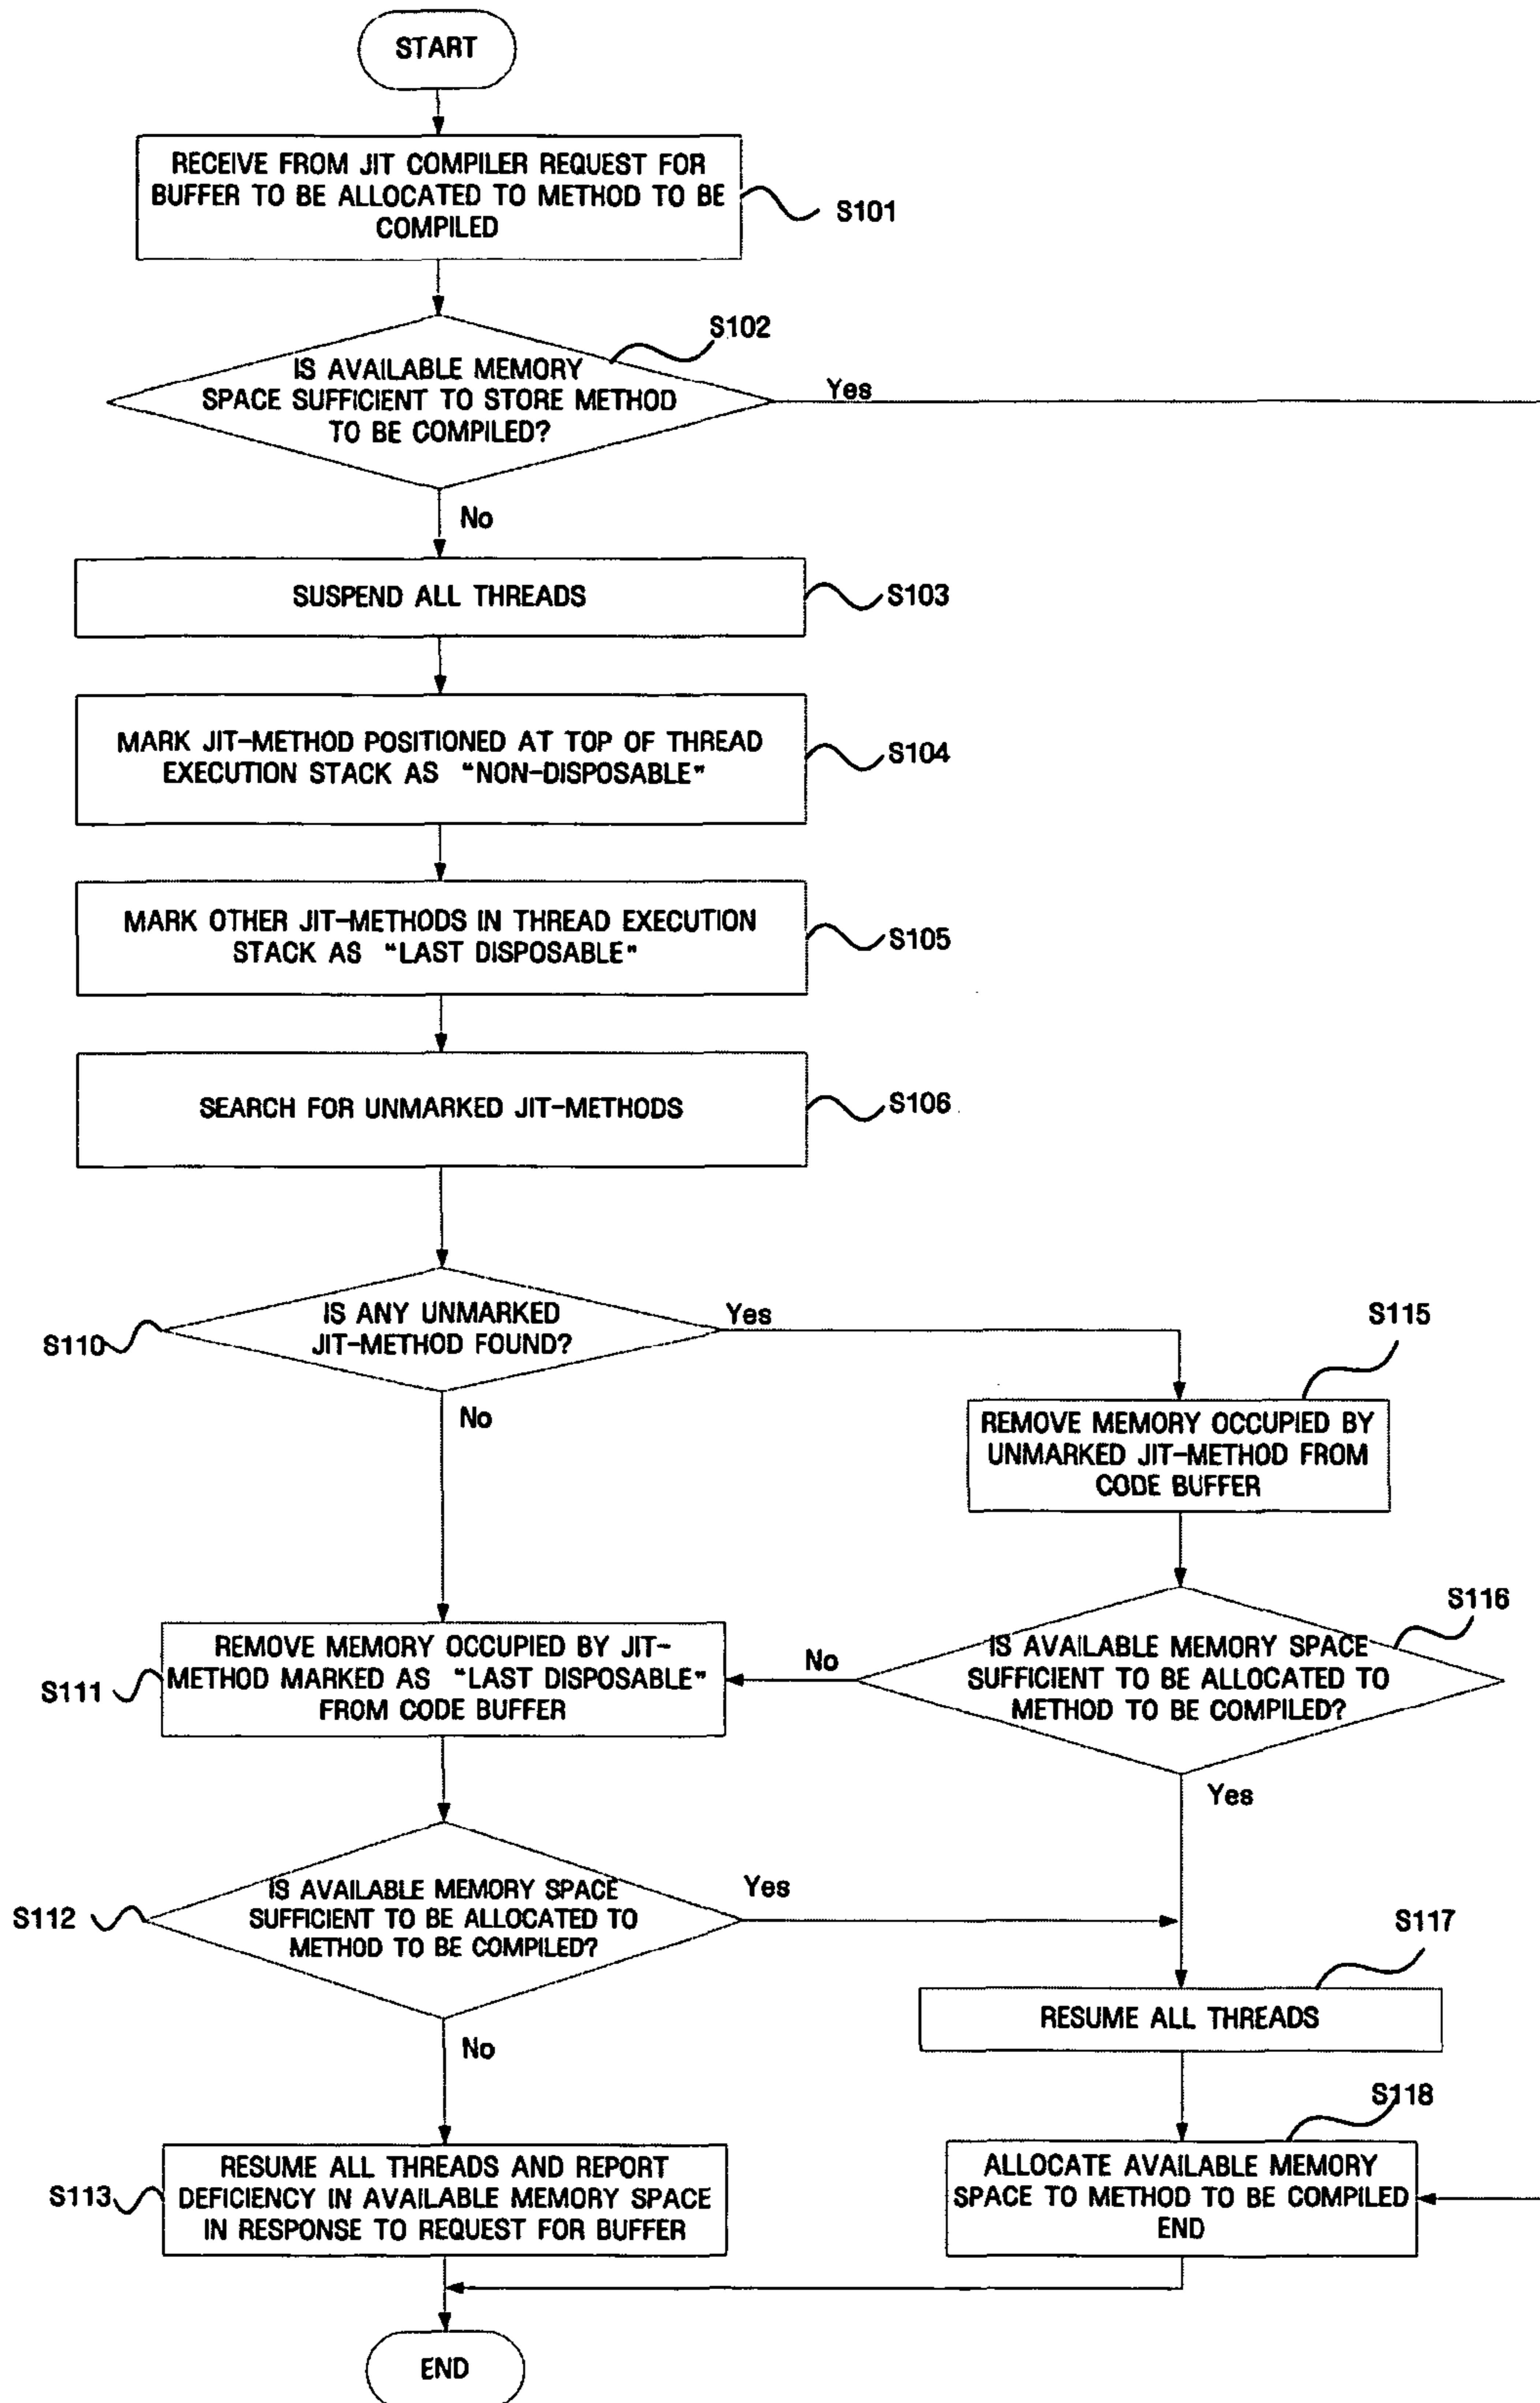 START
RECEIVE FROM JIT COMPILER REQUEST FOR
BUFFER TO BE ALLOCATED TO METHOD TO BE
COMPILED
S101
S102
IS AVAILABLE MEMORY
SPACE SUFFICIENT TO STORE METHOD
TO BE COMPILED?
Yes
No
SUSPEND ALL THREADS
S103
MARK JIT-METHOD POSITIONED AT TOP OF THREAD
EXECUTION STACK AS "NON-DISPOSABLE"
S104
MARK OTHER JIT-METHODS IN THREAD EXECUTION
STACK AS "LAST DISPOSABLE"
S105
SEARCH FOR UNMARKED JIT-METHODS
S106
S110
IS ANY UNMARKED
JIT-METHOD FOUND?
Yes
No
S115
REMOVE MEMORY OCCUPIED BY
UNMARKED JIT-METHOD FROM
CODE BUFFER
S116
IS AVAILABLE MEMORY SPACE
SUFFICIENT TO BE ALLOCATED TO
METHOD TO BE COMPILED?
No
Yes
S111
REMOVE MEMORY OCCUPIED BY JIT-
METHOD MARKED AS "LAST DISPOSABLE"
FROM CODE BUFFER
S112
IS AVAILABLE MEMORY SPACE
SUFFICIENT TO BE ALLOCATED TO
METHOD TO BE COMPILED?
Yes
No
S117
RESUME ALL THREADS
S118
ALLOCATE AVAILABLE MEMORY
SPACE TO METHOD TO BE COMPILED
END
S113
RESUME ALL THREADS AND REPORT
DEFICIENCY IN AVAILABLE MEMORY SPACE
IN RESPONSE TO REQUEST FOR BUFFER
END